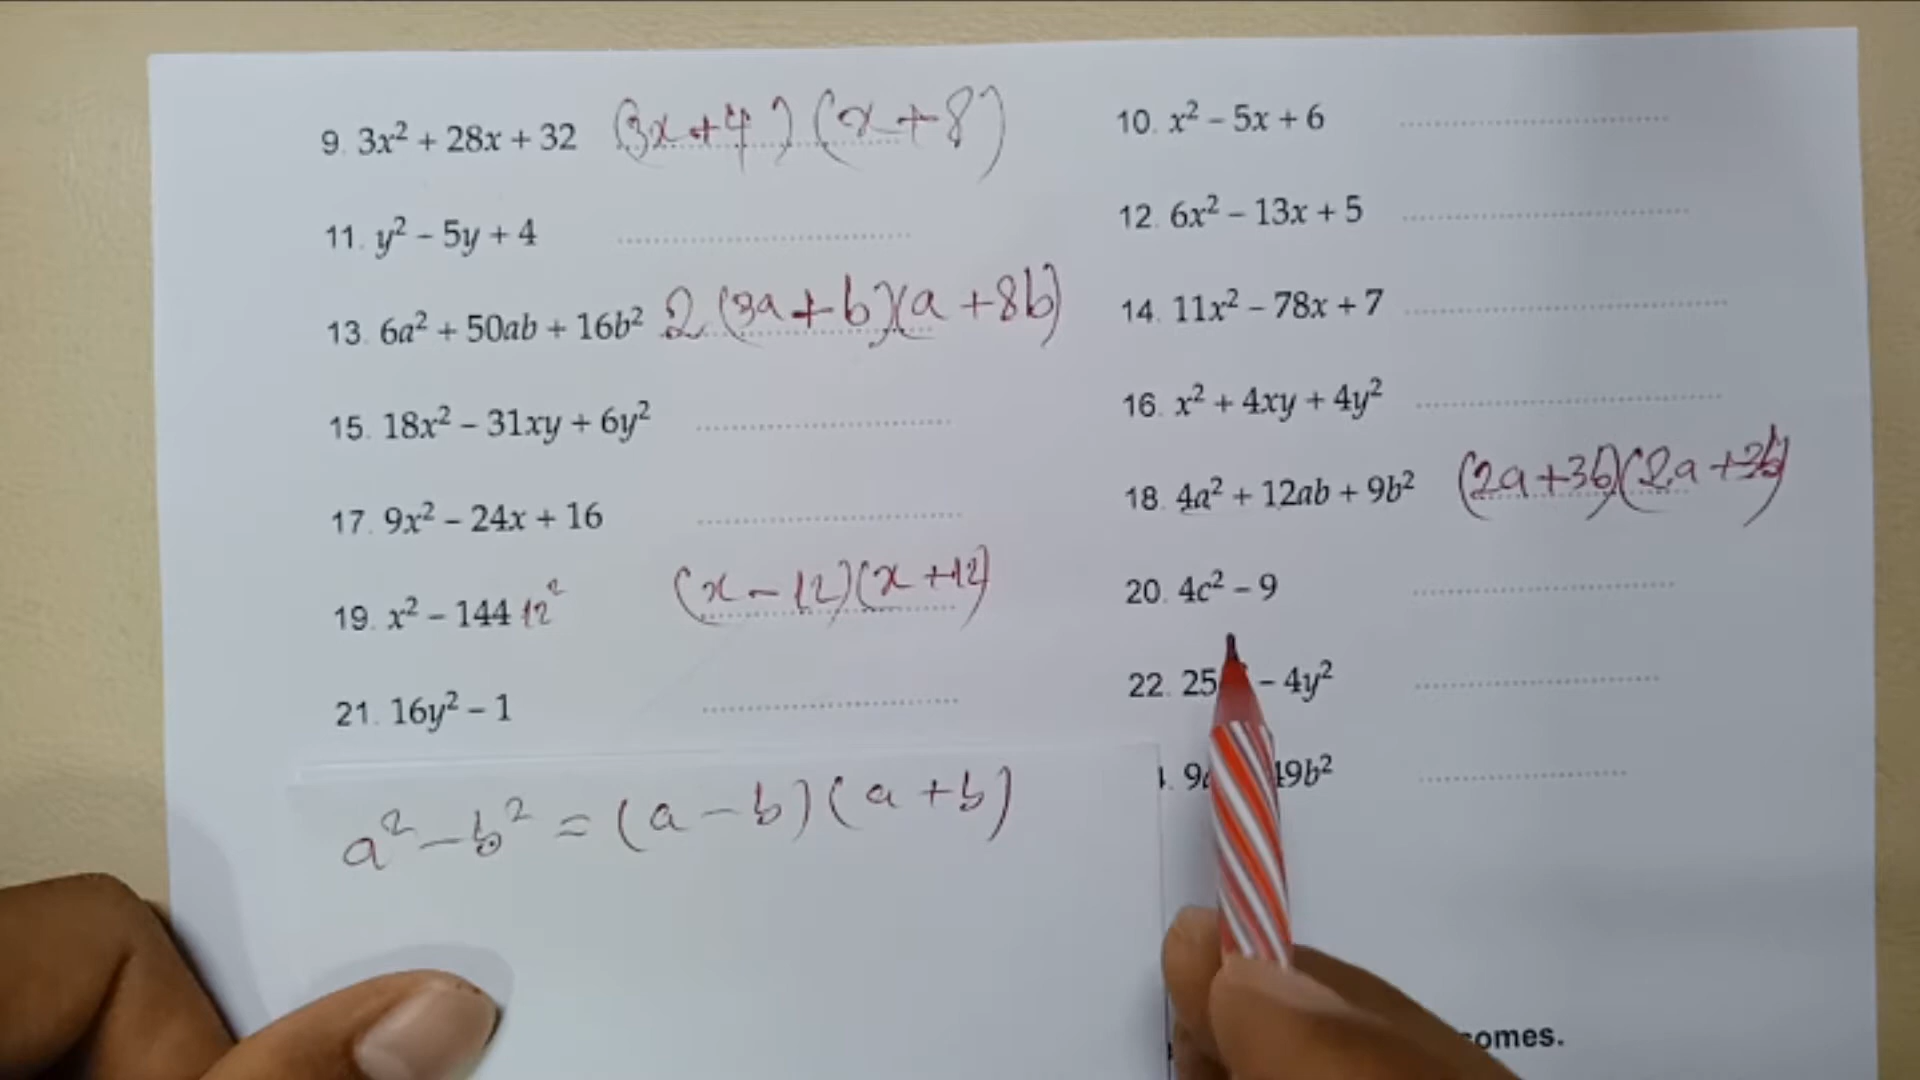 9. 3x² + 28x + 32 (3x+4)(x+8)
10. x² – 5x + 6
11. y² – 5y + 4
12. 6x² – 13x + 5
13. 6a² + 50ab + 16b² 2(3a+b)(a+8b)
14. 11x² – 78x + 7
15. 18x² – 31xy + 6y²
16. x² + 4xy + 4y²
17. 9x² – 24x + 16
18. 4a² + 12ab + 9b² (2a+3b)(2a+3b)
19. x² – 144 12² (x-12)(x+12)
20. 4c² – 9
21. 16y² – 1
22. 25 – 4y²
9 49b²
a²-b² = (a-b)(a+b)